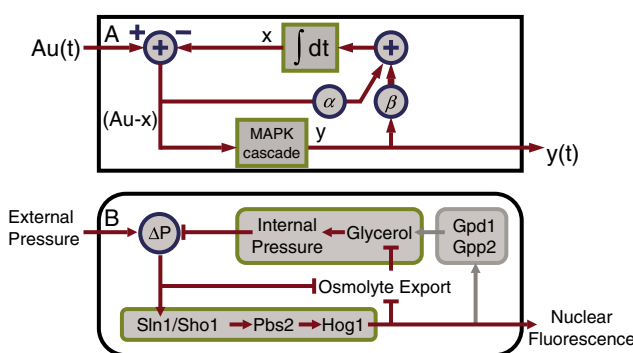 A
Au(t)
+
−
+
x
∫ dt
+
α
β
(Au-x)
MAPK
cascade
y
y(t)
B
External
Pressure
ΔP
Internal
Pressure
Glycerol
Gpd1
Gpp2
Osmolyte Export
Sln1/Sho1
Pbs2
Hog1
Nuclear
Fluorescence